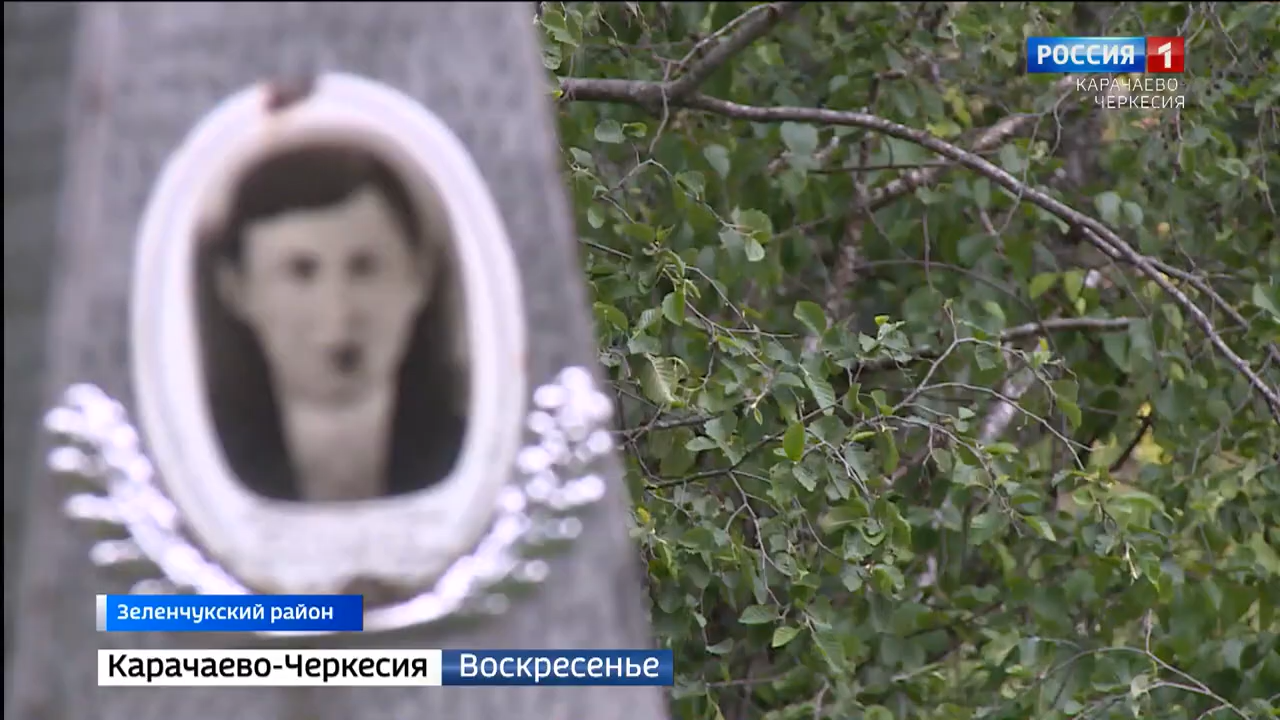 РОССИЯ 1
КАРАЧАЕВО
ЧЕРКЕСИЯ
Зеленчукский район
Карачаево-Черкесия Воскресенье